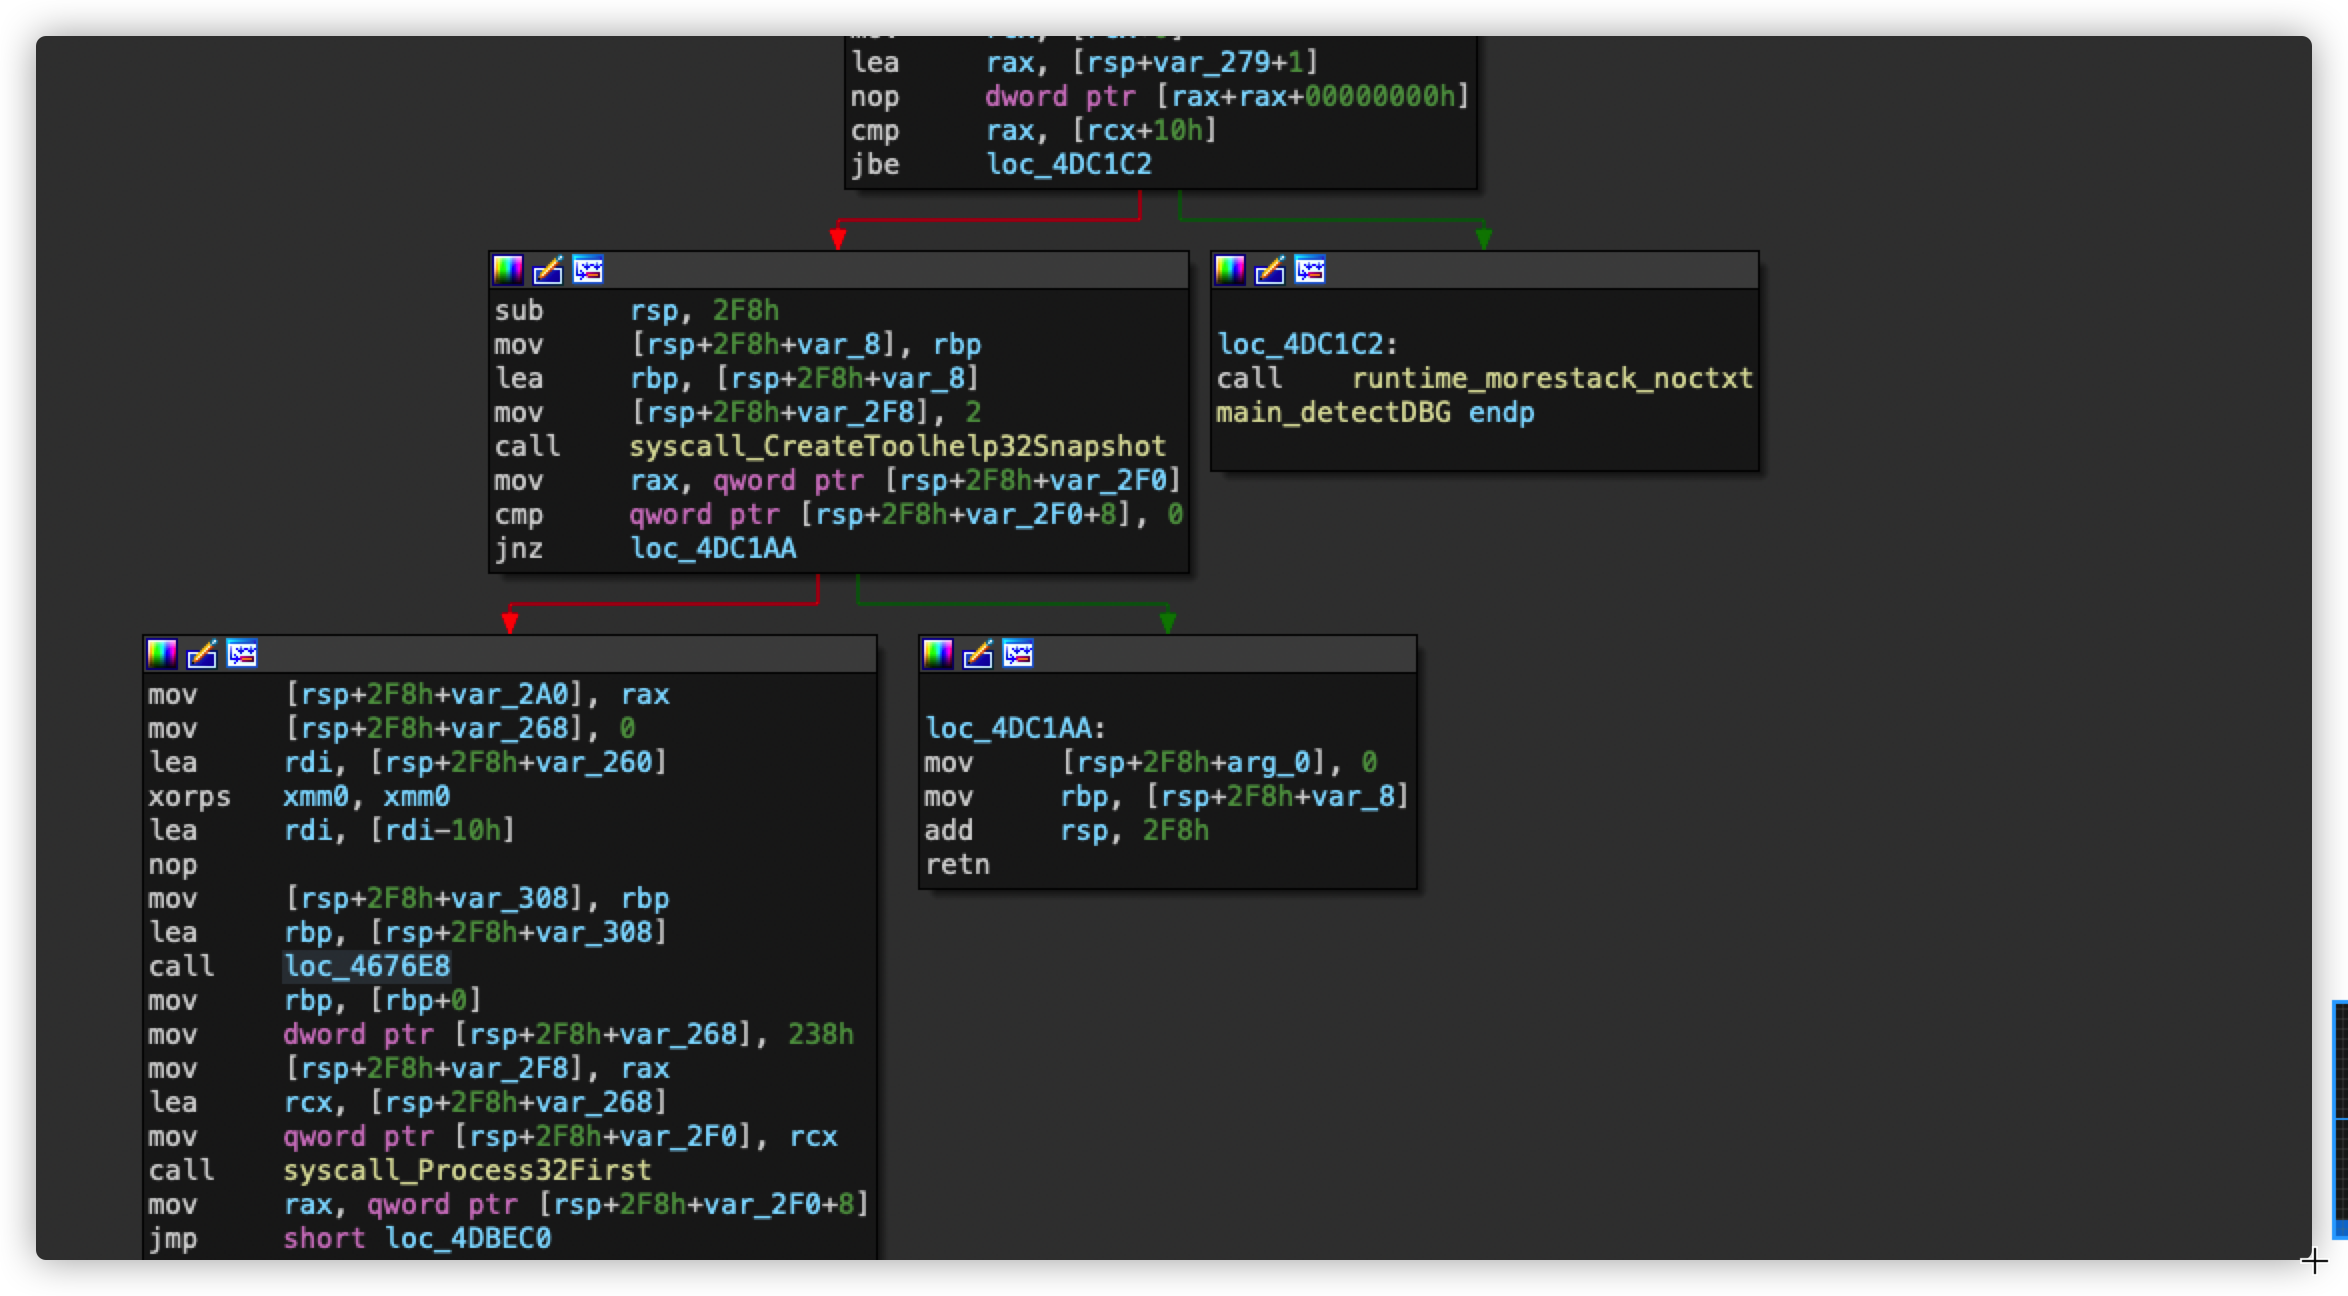 lea rax, [rsp+var_279+1]
nop dword ptr [rax+rax+00000000h]
cmp rax, [rcx+10h]
jbe loc_4DC1C2
sub rsp, 2F8h
mov [rsp+2F8h+var_8], rbp
lea rbp, [rsp+2F8h+var_8]
mov [rsp+2F8h+var_2F8], 2
call syscall_CreateToolhelp32Snapshot
mov rax, qword ptr [rsp+2F8h+var_2F0]
cmp qword ptr [rsp+2F8h+var_2F0+8], 0
jnz loc_4DC1AA
loc_4DC1C2:
call runtime_morestack_noctxt
main_detectDBG endp
mov [rsp+2F8h+var_2A0], rax
mov [rsp+2F8h+var_268], 0
lea rdi, [rsp+2F8h+var_260]
xorps xmm0, xmm0
lea rdi, [rdi-10h]
nop
mov [rsp+2F8h+var_308], rbp
lea rbp, [rsp+2F8h+var_308]
call loc_4676E8
mov rbp, [rbp+0]
mov dword ptr [rsp+2F8h+var_268], 238h
mov [rsp+2F8h+var_2F8], rax
lea rcx, [rsp+2F8h+var_268]
mov qword ptr [rsp+2F8h+var_2F0], rcx
call syscall_Process32First
mov rax, qword ptr [rsp+2F8h+var_2F0+8]
jmp short loc_4DBEC0
loc_4DC1AA:
mov [rsp+2F8h+arg_0], 0
mov rbp, [rsp+2F8h+var_8]
add rsp, 2F8h
retn